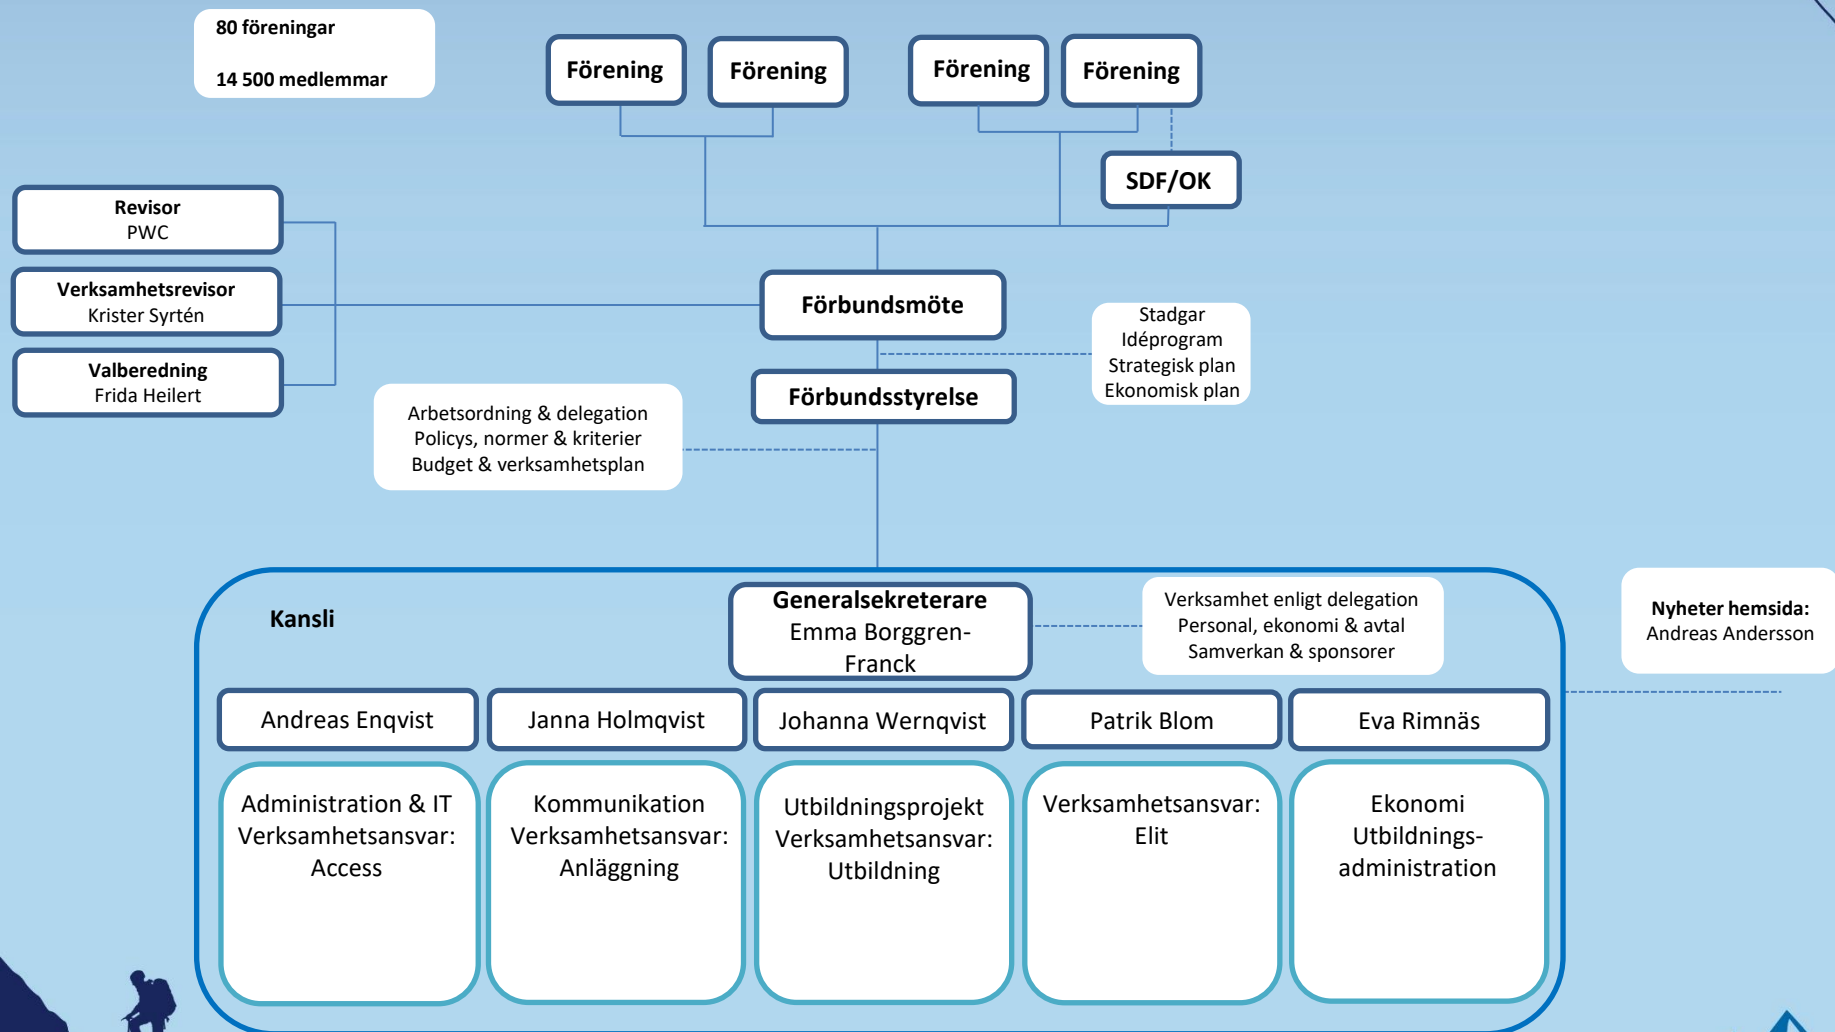 80 föreningar
14 500 medlemmar
Förening
Förening
Förening
Förening
SDF/OK
Revisor
PWC
Verksamhetsrevisor
Krister Syrtén
Valberedning
Frida Heilert
Förbundsmöte
Stadgar
Idéprogram
Strategisk plan
Ekonomisk plan
Förbundsstyrelse
Arbetsordning & delegation
Policys, normer & kriterier
Budget & verksamhetsplan
Kansli
Generalsekreterare
Emma Borggren-
Franck
Verksamhet enligt delegation
Personal, ekonomi & avtal
Samverkan & sponsorer
Nyheter hemsida:
Andreas Andersson
Andreas Enqvist
Janna Holmqvist
Johanna Wernqvist
Patrik Blom
Eva Rimnäs
Administration & IT
Verksamhetsansvar:
Access
Kommunikation
Verksamhetsansvar:
Anläggning
Utbildningsprojekt
Verksamhetsansvar:
Utbildning
Verksamhetsansvar:
Elit
Ekonomi
Utbildnings-
administration